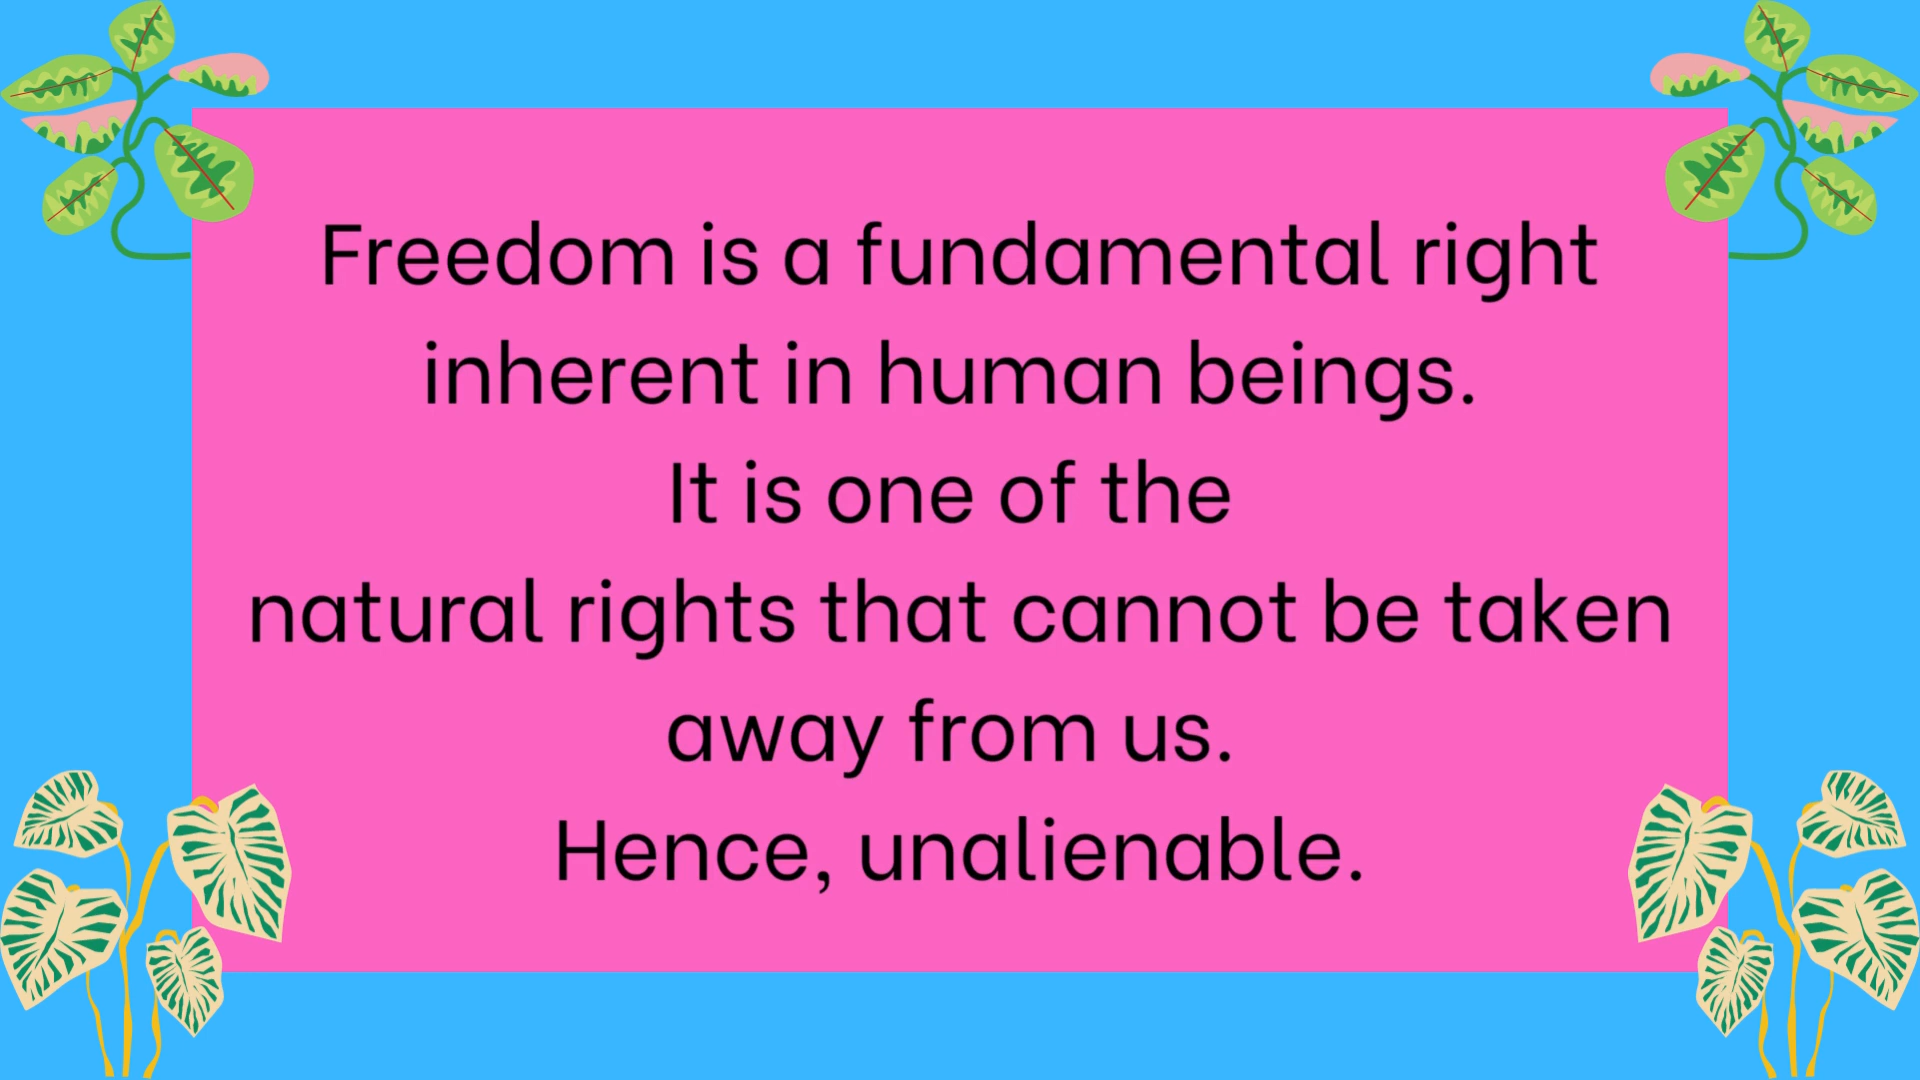 Freedom is a fundamental right
inherent in human beings.
It is one of the
natural rights that cannot be taken
away from us.
Hence, unalienable.